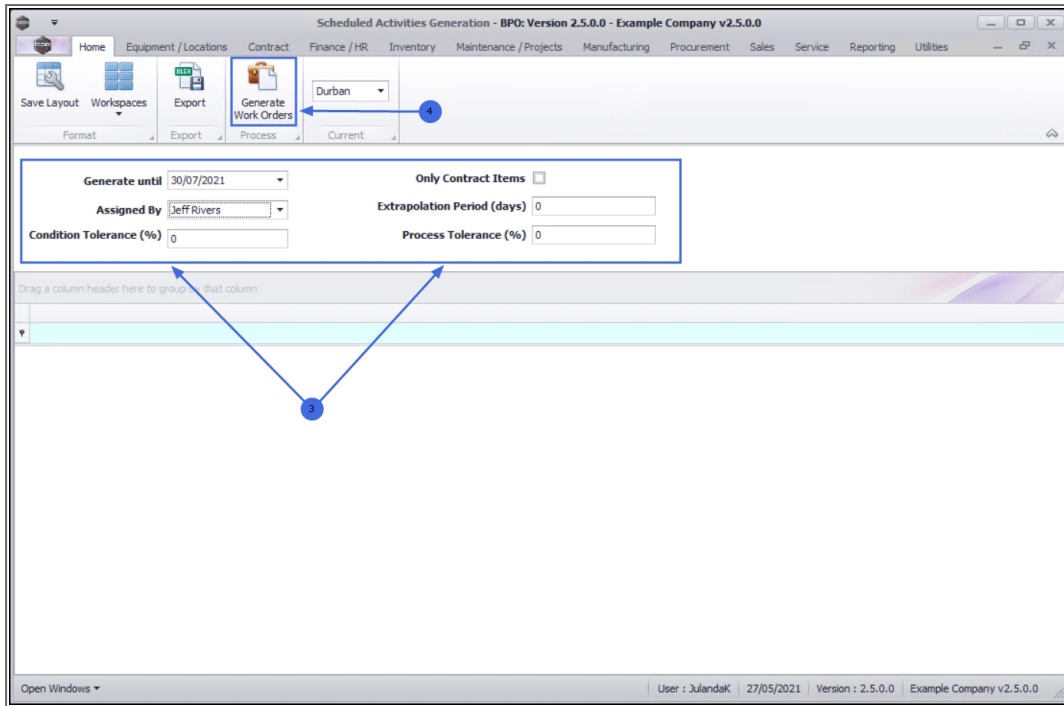 Scheduled Activities Generation - BPO: Version 2.5.0.0 - Example Company v2.5.0.0
Home Equipment / Locations Contract Finance / HR Inventory Maintenance / Projects Manufacturing Procurement Sales Service Reporting Utilities
Save Layout Workspaces Export Generate Work Orders Durban
4
Format Export Process Current
Generate until 30/07/2021 Only Contract Items
Assigned By Jeff Rivers Extrapolation Period (days) 0
Condition Tolerance (%) 0 Process Tolerance (%) 0
Drag a column header here to group by that column
3
Open Windows User : JulandaK 27/05/2021 Version : 2.5.0.0 Example Company v2.5.0.0